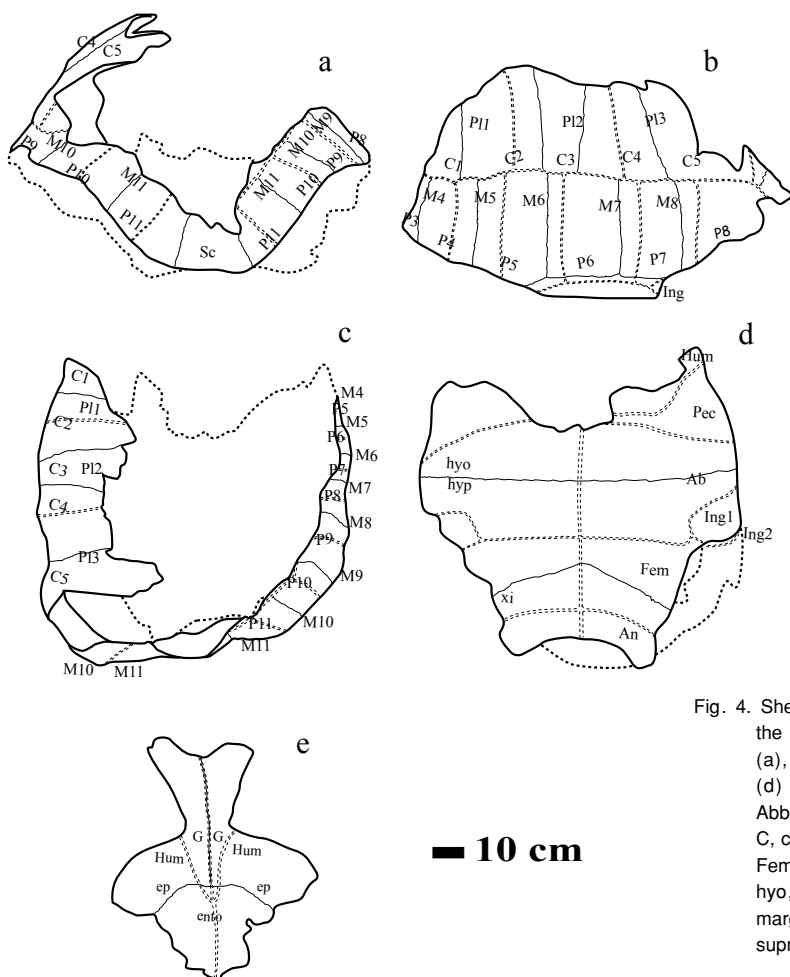 a
C4
C5
P9
M10
P10
M11
P11
Sc
P11
M11
P10
M10
P9
M9
P8
b
Pl1
Pl2
Pl3
C1
C2
C3
C4
C5
M4
M5
M6
M7
M8
P3
P4
P5
P6
P7
P8
Ing
c
C1
Pl1
C2
C3
Pl2
C4
Pl3
C5
M10
M11
M4
P5
M5
P6
M6
P7
M7
P8
M8
P9
M9
P10
M10
P11
M11
d
Hum
Pec
hyo
hyp
Ab
Ing1
Ing2
Fem
xi
An
e
G G
Hum Hum
ep ep
ento
10 cm
Fig. 4. She
the
(a),
(d)
Abb
C, c
Fem
hyo,
marg
supr